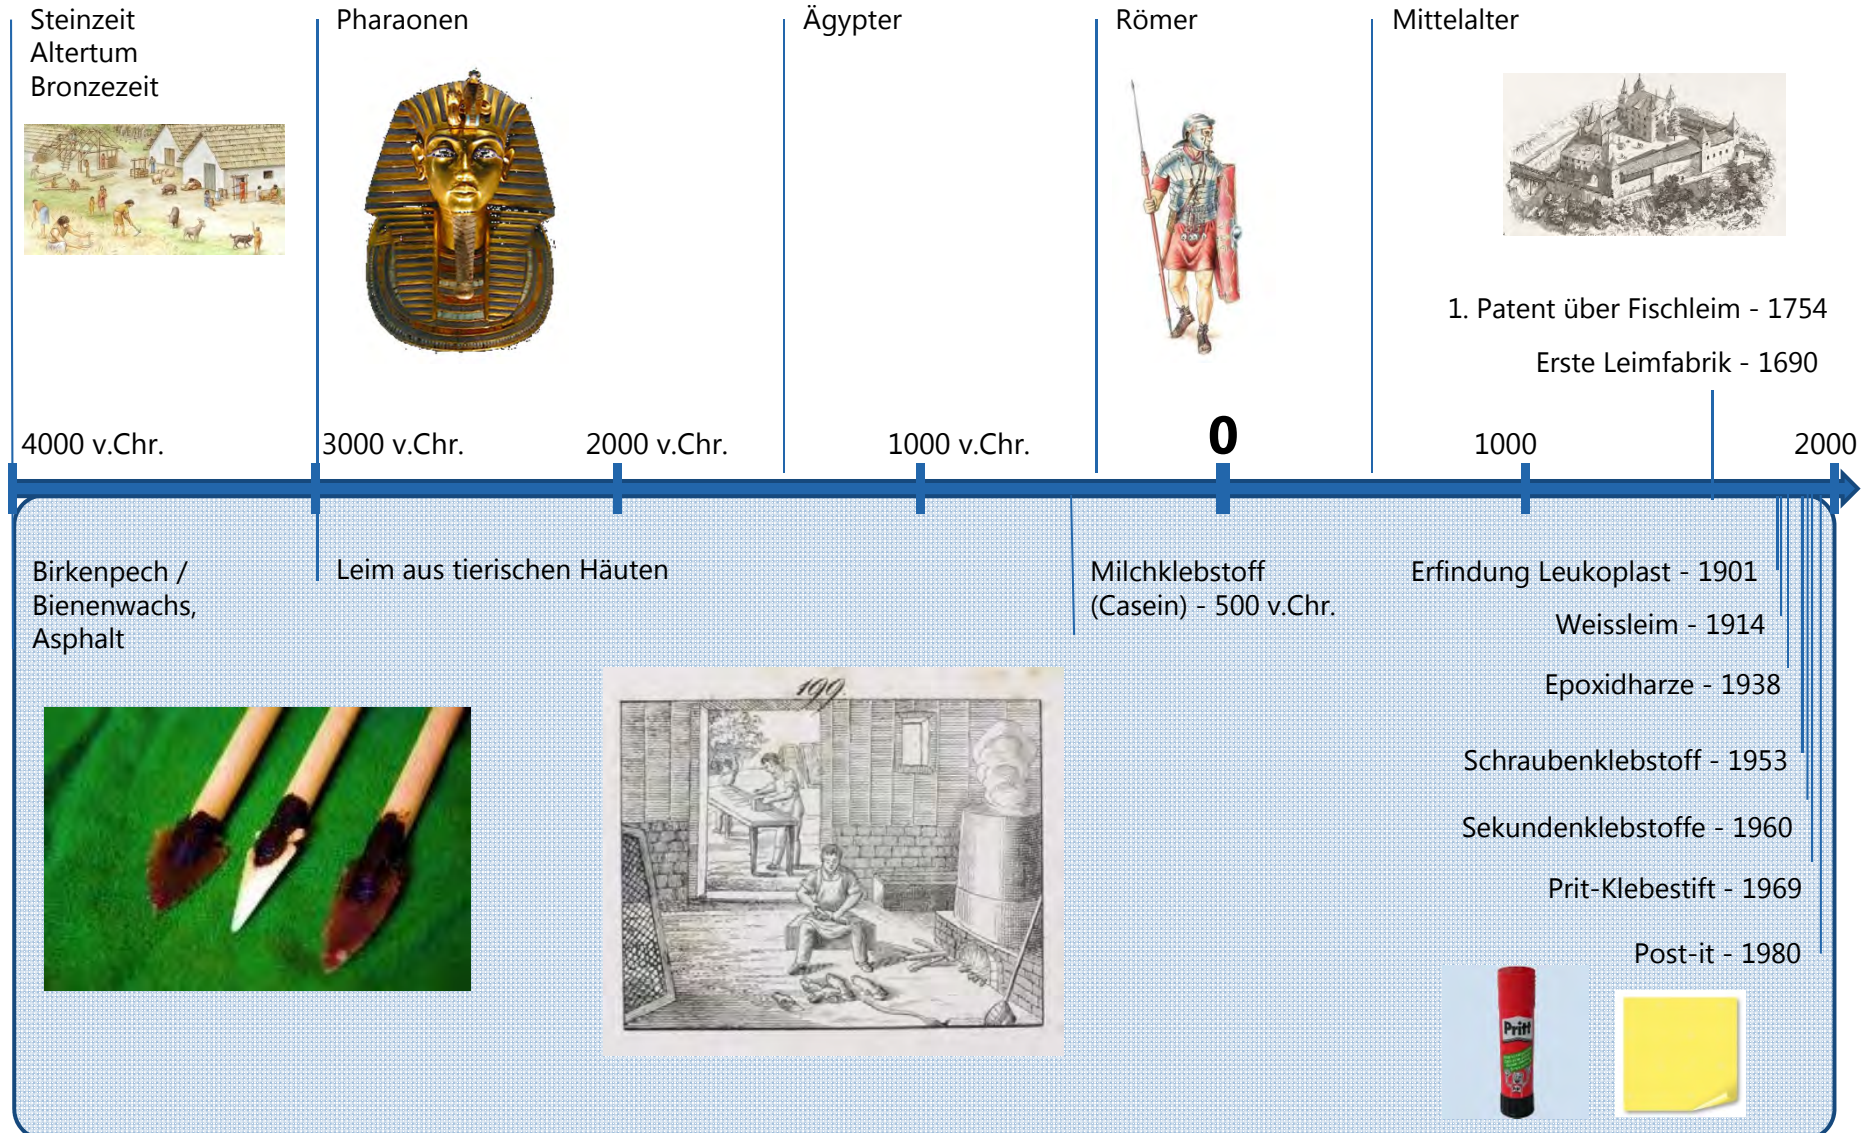 Steinzeit
Altertum
Bronzezeit
Pharaonen
Ägypter
Römer
Mittelalter
1. Patent über Fischleim - 1754
Erste Leimfabrik - 1690
4000 v.Chr.
3000 v.Chr.
2000 v.Chr.
1000 v.Chr.
0
1000
2000
Birkenpech /
Bienenwachs,
Asphalt
Leim aus tierischen Häuten
Milchklebstoff
(Casein) - 500 v.Chr.
Erfindung Leukoplast - 1901
Weissleim - 1914
Epoxidharze - 1938
Schraubenklebstoff - 1953
Sekundenklebstoffe - 1960
Prit-Klebestift - 1969
Post-it - 1980
199.
Pritt